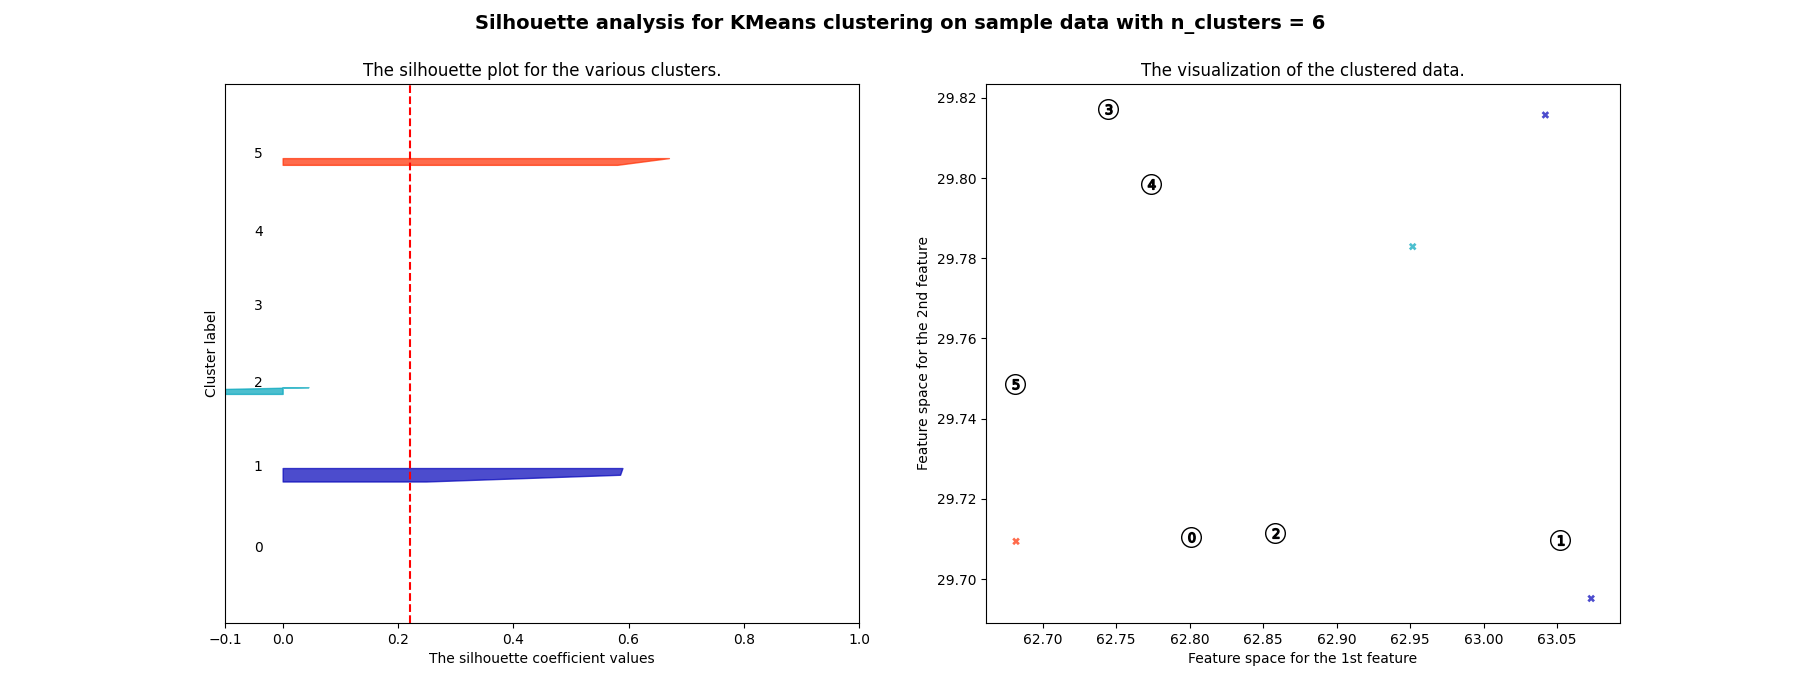 Silhouette analysis for KMeans clustering on sample data with n_clusters = 6
The silhouette plot for the various clusters.
Cluster label
5
4
3
2
1
0
−0.1 0.0 0.2 0.4 0.6 0.8 1.0
The silhouette coefficient values
The visualization of the clustered data.
Feature space for the 2nd feature
29.82
29.80
29.78
29.76
29.74
29.72
29.70
3
4
5
0 2 1
62.70 62.75 62.80 62.85 62.90 62.95 63.00 63.05
Feature space for the 1st feature